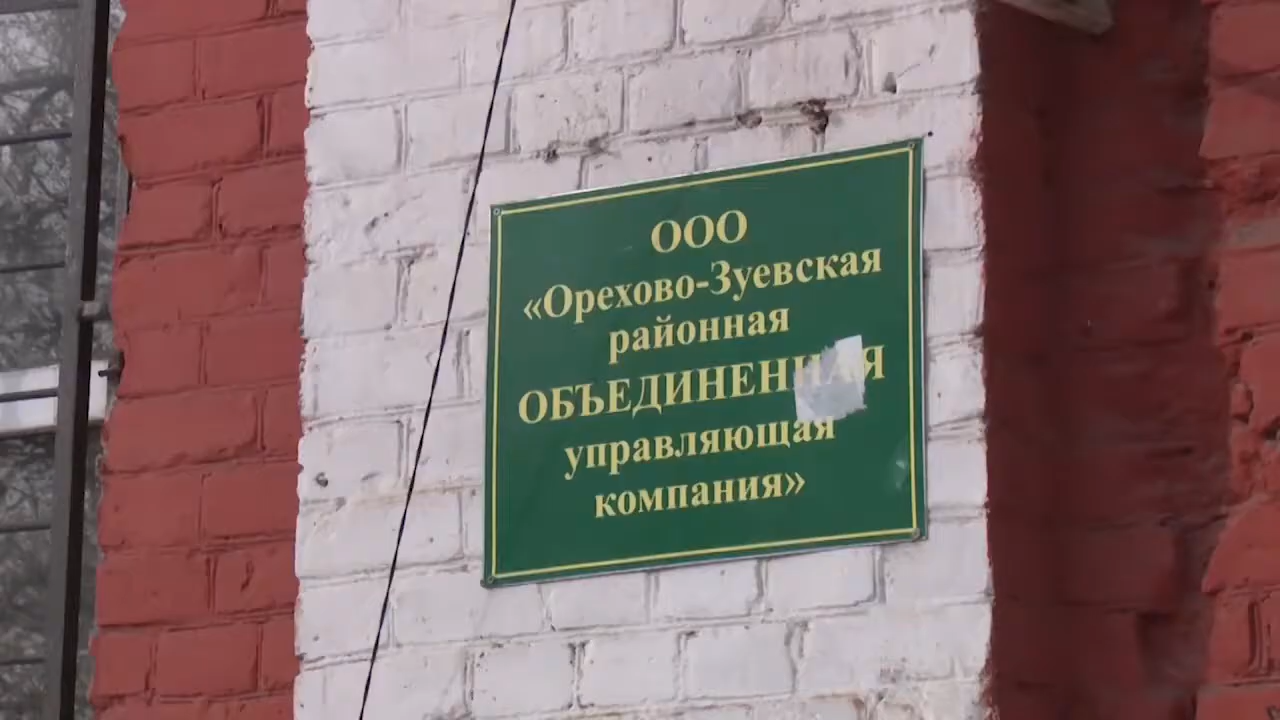 ООО
«Орехово-Зуевская
районная
ОБЪЕДИНЕННАЯ
управляющая
компания»